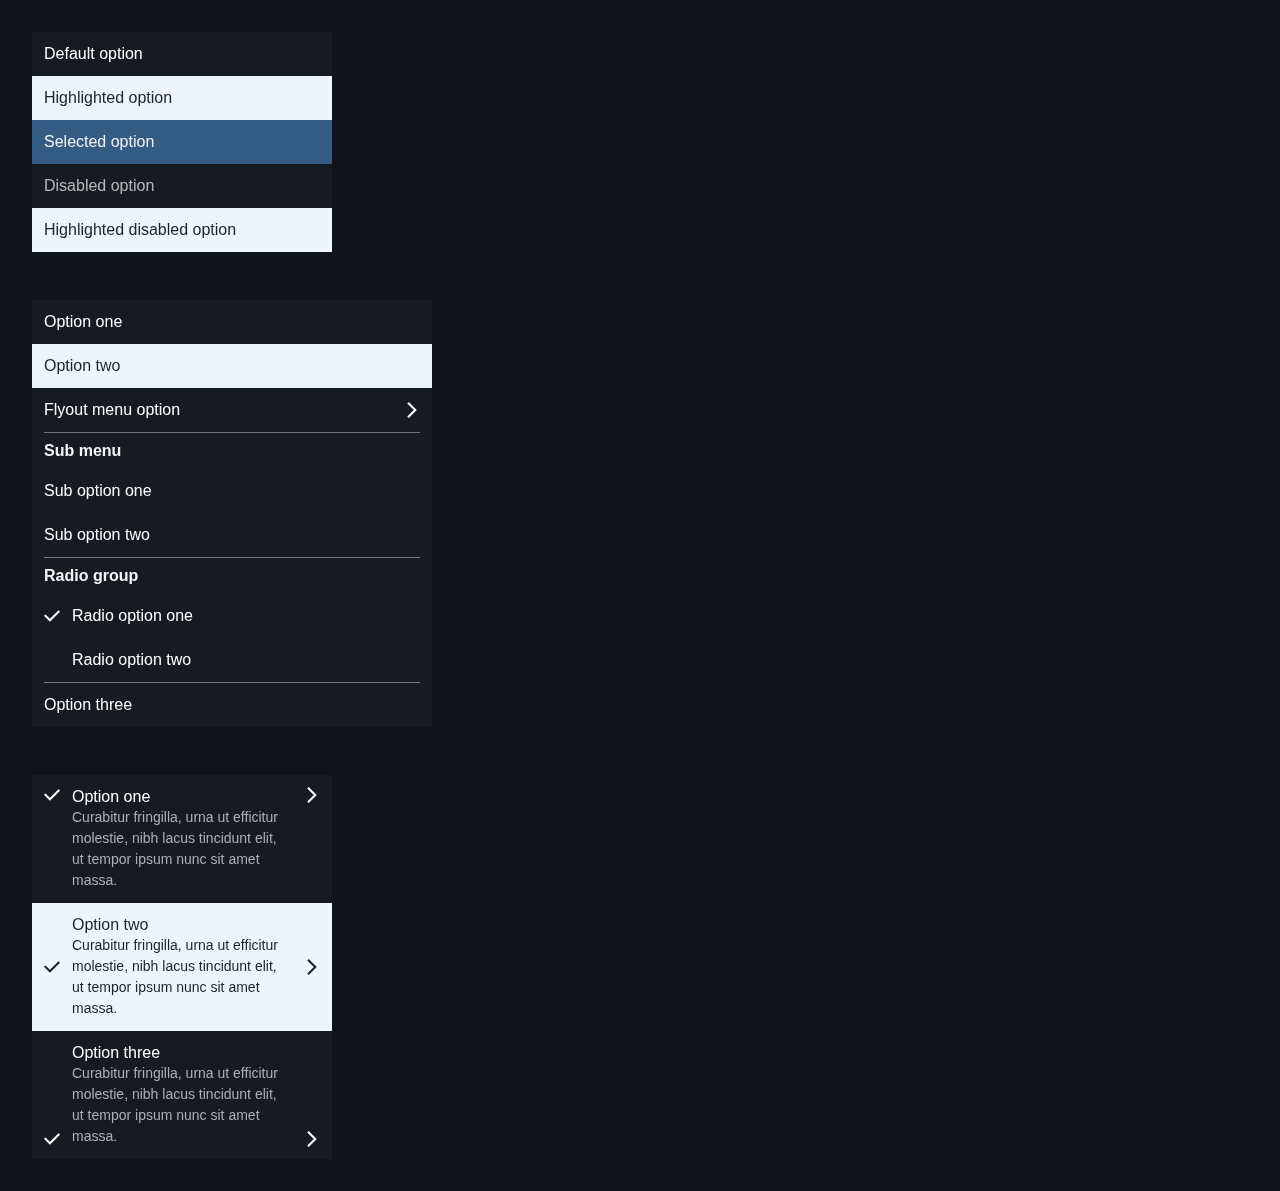 Default option
Highlighted option
Selected option
Disabled option
Highlighted disabled option
Option one
Option two
Flyout menu option
Sub menu
Sub option one
Sub option two
Radio group
Radio option one
Radio option two
Option three
Option one
Curabitur fringilla, urna ut efficitur
molestie, nibh lacus tincidunt elit,
ut tempor ipsum nunc sit amet
massa.
Option two
Curabitur fringilla, urna ut efficitur
molestie, nibh lacus tincidunt elit,
ut tempor ipsum nunc sit amet
massa.
Option three
Curabitur fringilla, urna ut efficitur
molestie, nibh lacus tincidunt elit,
ut tempor ipsum nunc sit amet
massa.